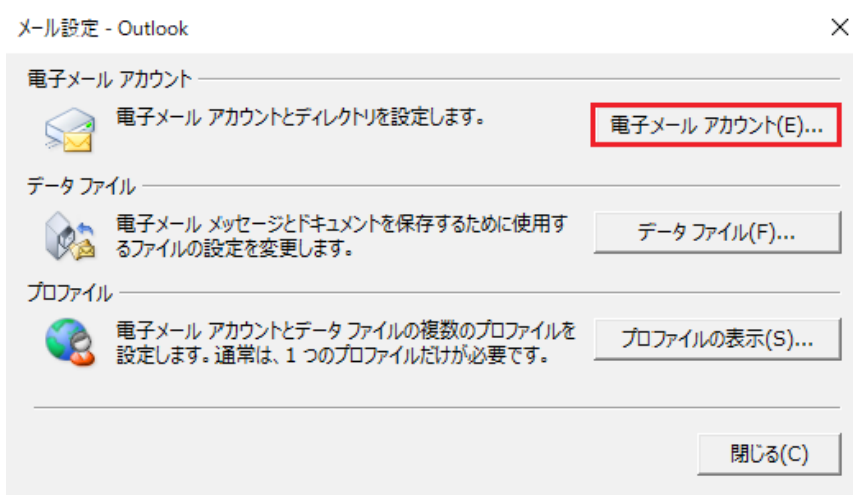 メール設定 - Outlook
電子メール アカウント
電子メール アカウントとディレクトリを設定します。
電子メール アカウント(E)...
データ ファイル
電子メール メッセージとドキュメントを保存するために使用す
るファイルの設定を変更します。
データ ファイル(F)...
プロファイル
電子メール アカウントとデータ ファイルの複数のプロファイルを
設定します。通常は、1 つのプロファイルだけが必要です。
プロファイルの表示(S)...
閉じる(C)